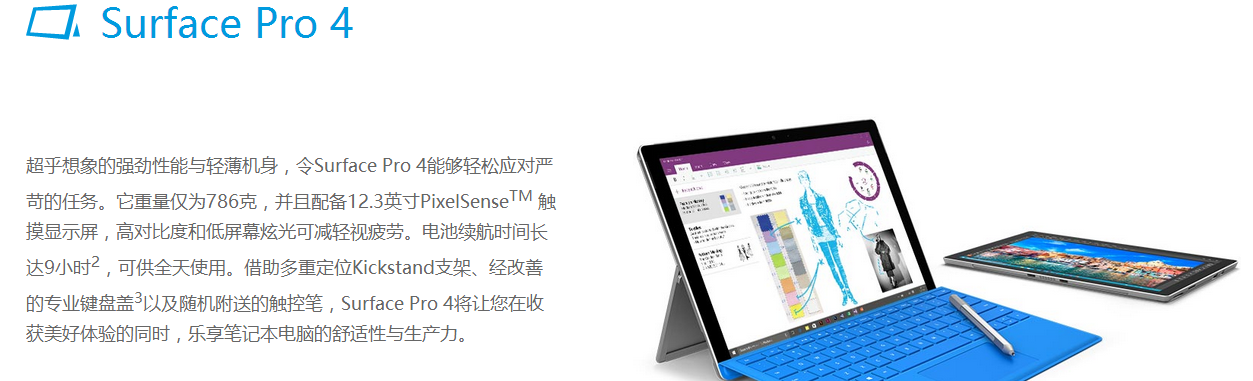 Surface Pro 4
超乎想象的强劲性能与轻薄机身，令Surface Pro 4能够轻松应对严
苛的任务。它重量仅为786克，并且配备12.3英寸PixelSense™ 触
摸显示屏，高对比度和低屏幕炫光可减轻视疲劳。电池续航时间长
达9小时²，可供全天使用。借助多重定位Kickstand支架、经改善
的专业键盘盖³以及随机附送的触控笔，Surface Pro 4将让您在收
获美好体验的同时，乐享笔记本电脑的舒适性与生产力。